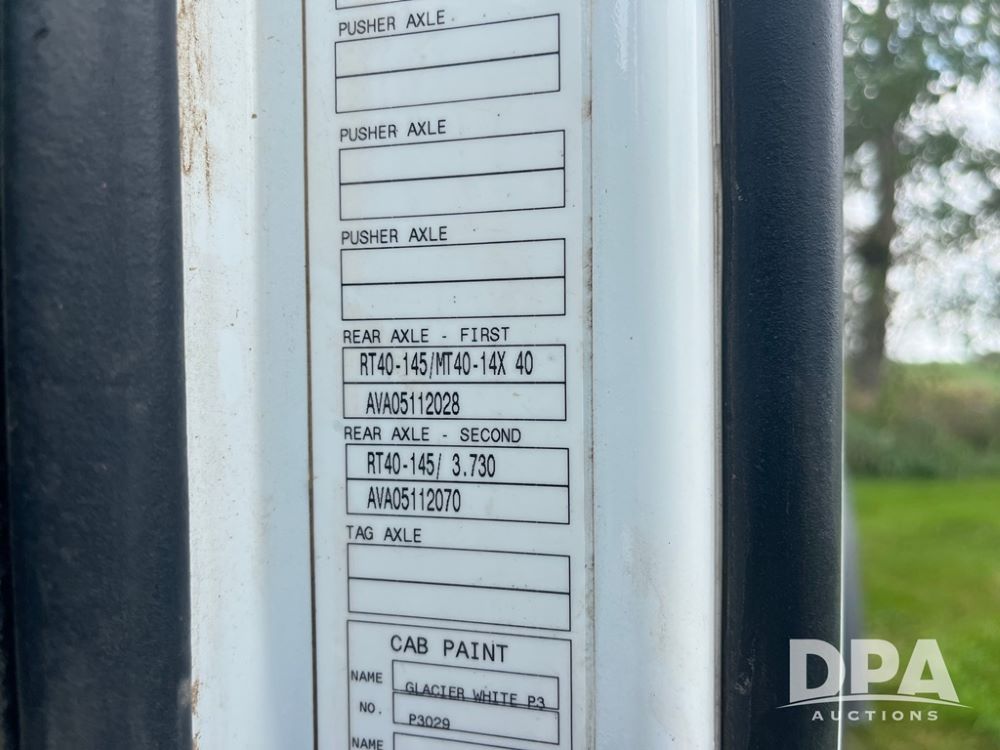 PUSHER AXLE
PUSHER AXLE
PUSHER AXLE
REAR AXLE - FIRST
RT40-145/MT40-14X 40
AVA05112028
REAR AXLE - SECOND
RT40-145/ 3.730
AVA05112070
TAG AXLE
CAB PAINT
NAME GLACIER WHITE P3
NO. P3029
NAME
DPA
AUCTIONS